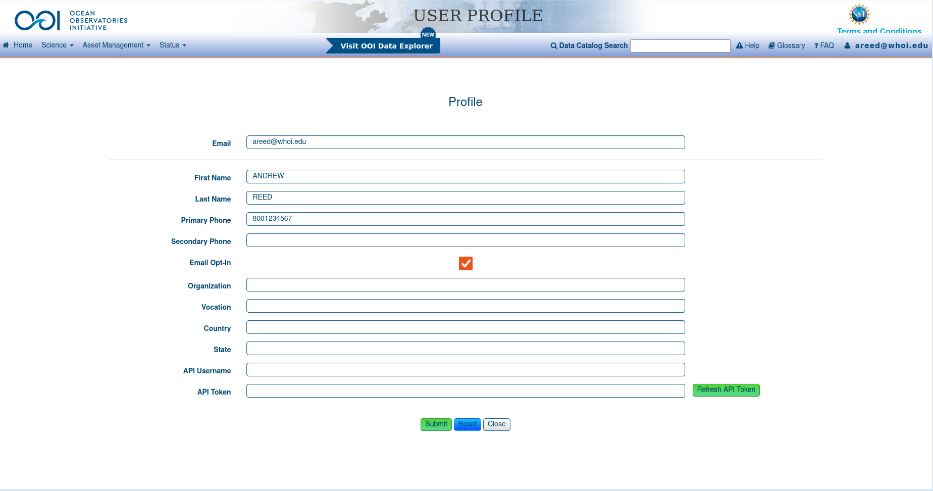 OCEAN
OBSERVATORIES
INITIATIVE
USER PROFILE
NSF
Terms and Conditions
Home Science Asset Management Status
NEW
Visit OOI Data Explorer
Data Catalog Search
Help Glossary ? FAQ areed@whoi.edu
Profile
Email areed@whoi.edu
First Name ANDREW
Last Name REED
Primary Phone 8001234567
Secondary Phone
Email Opt-In
Organization
Vocation
Country
State
API Username
API Token Refresh API Token
Submit Reset Close